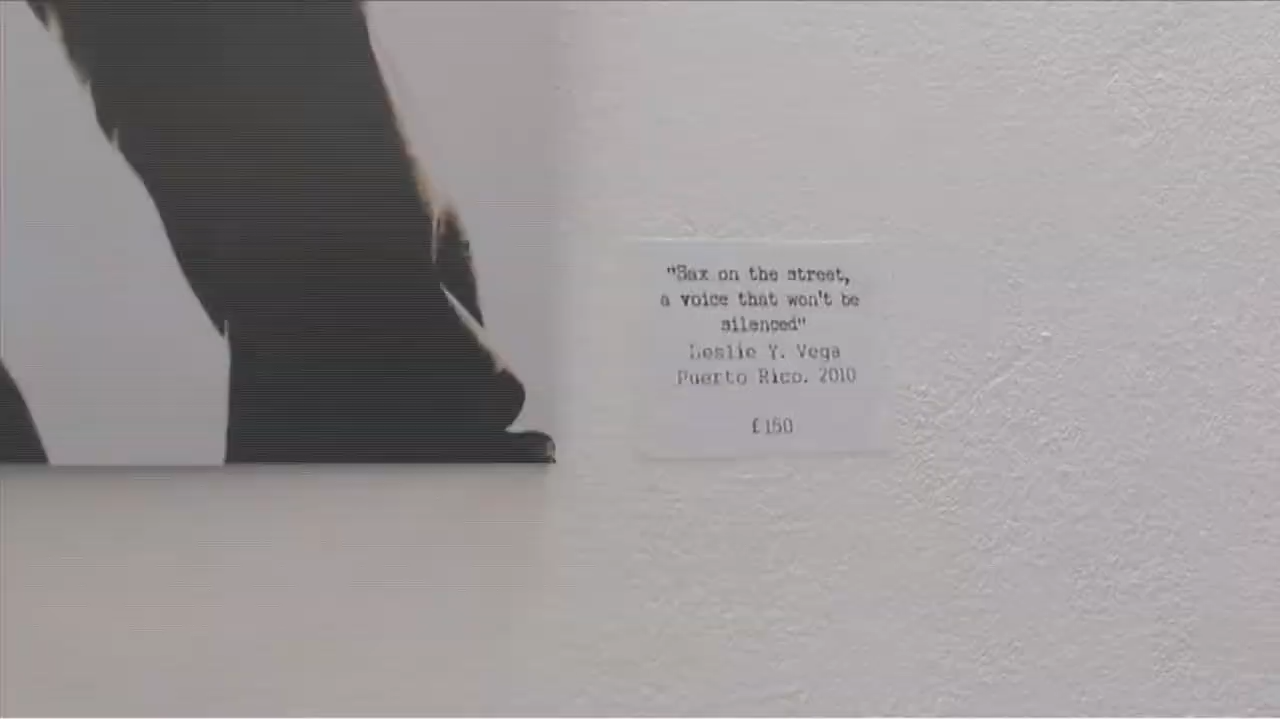 "Sax on the street,
a voice that won't be
silenced"
Leslie Y. Vega
Puerto Rico. 2010
£150